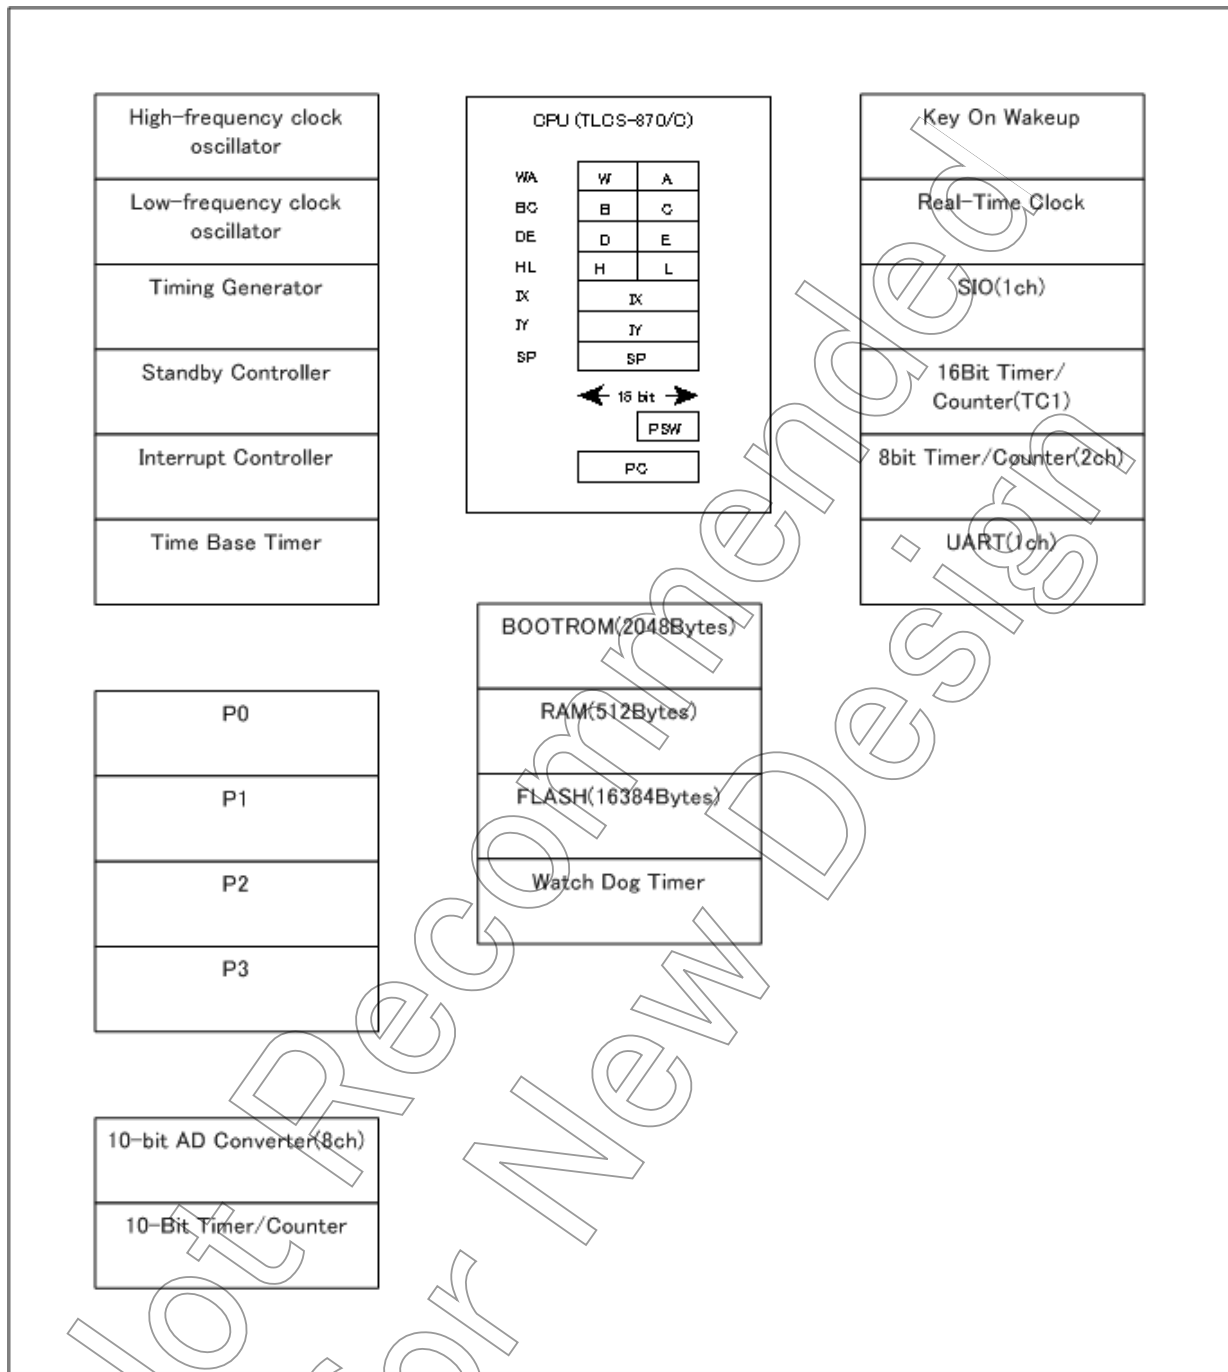 High-frequency clock
oscillator
Low-frequency clock
oscillator
Timing Generator
Standby Controller
Interrupt Controller
Time Base Timer
CPU (TLCS-870/C)
WA W A
BC B C
DE D E
HL H L
IX IX
IY IY
SP SP
16 bit
PSW
PC
Key On Wakeup
Real-Time Clock
SIO(1ch)
16Bit Timer/
Counter(TC1)
8bit Timer/Counter(2ch)
UART(1ch)
BOOTROM(2048Bytes)
RAM(512Bytes)
FLASH(16384Bytes)
Watch Dog Timer
P0
P1
P2
P3
10-bit AD Converter(8ch)
10-Bit Timer/Counter
Not Recommended
for New Design